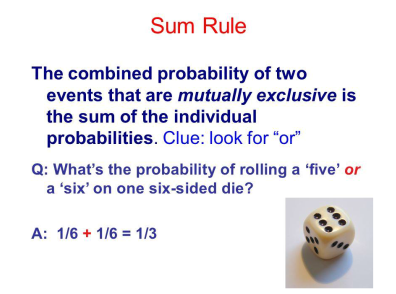 Sum Rule
The combined probability of two
events that are mutually exclusive is
the sum of the individual
probabilities. Clue: look for “or”
Q: What’s the probability of rolling a ‘five’ or
a ‘six’ on one six-sided die?
A: 1/6 + 1/6 = 1/3